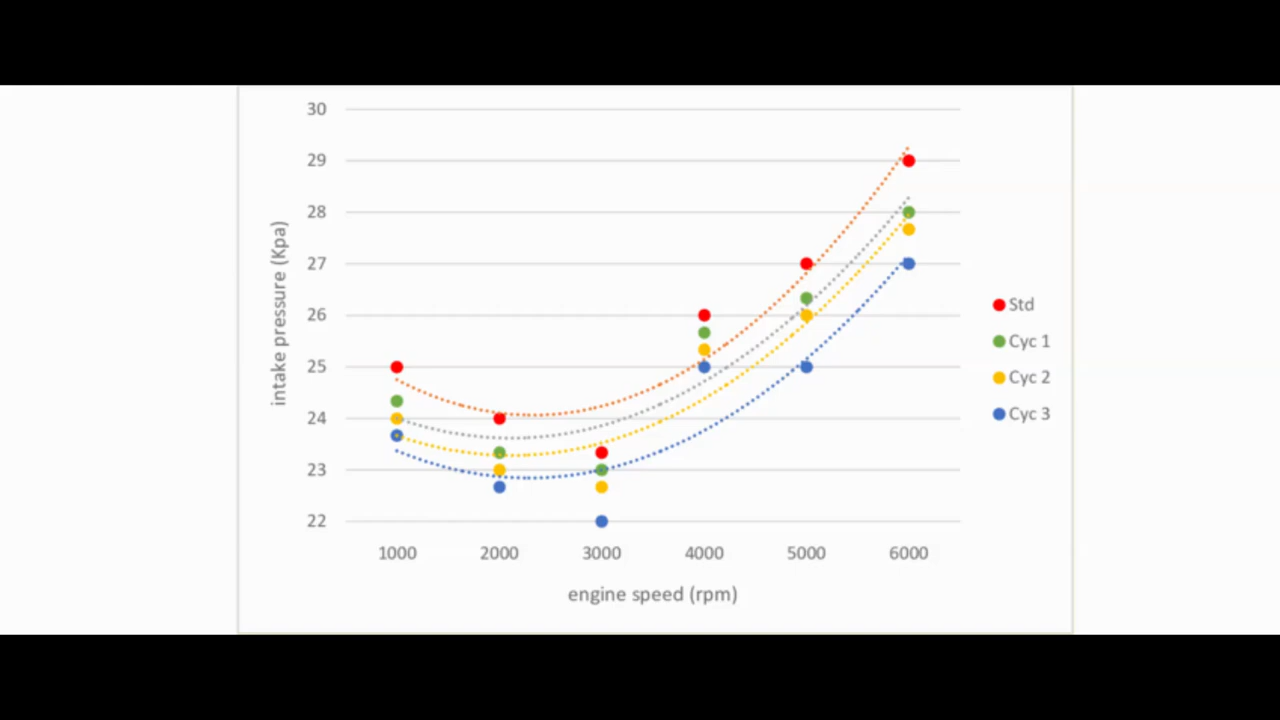 30
29
28
27
26
25
24
23
22
intake pressure (Kpa)
1000 2000 3000 4000 5000 6000
engine speed (rpm)
Std
Cyc 1
Cyc 2
Cyc 3